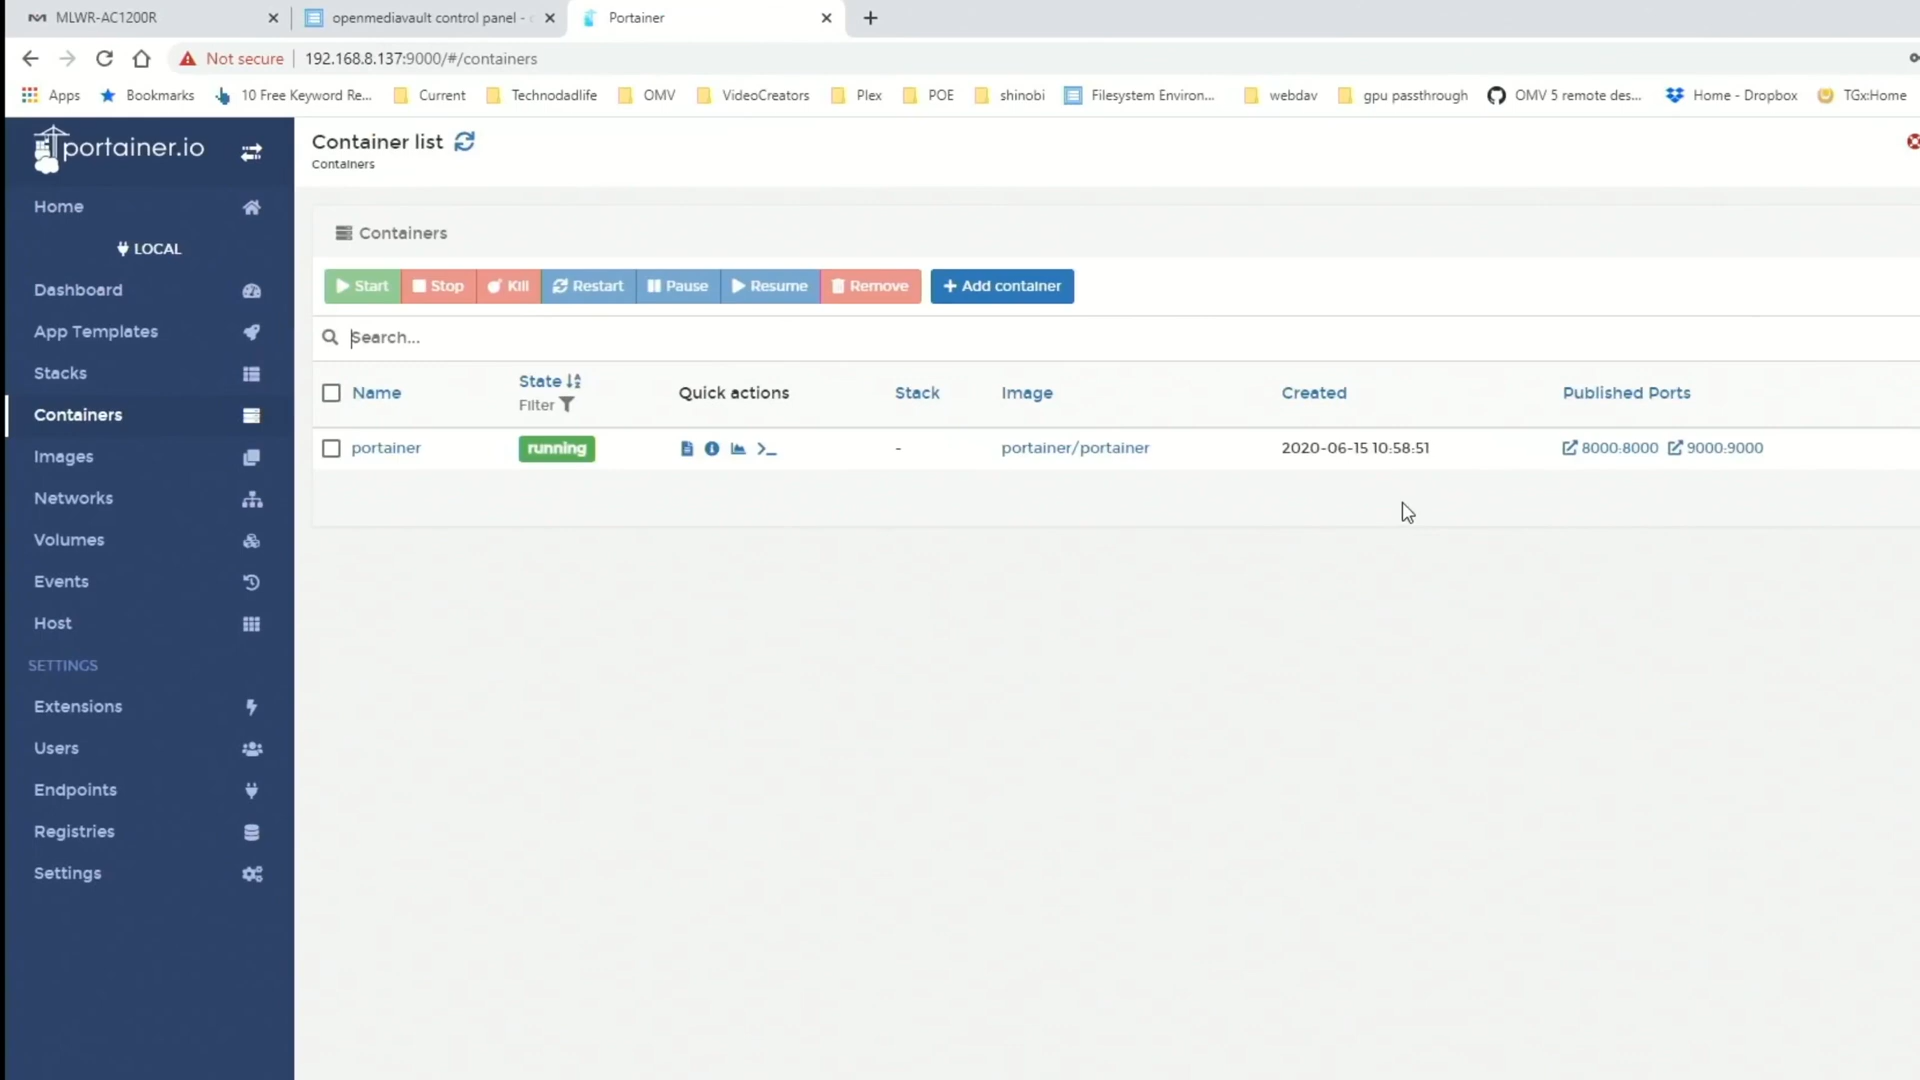 MLWR-AC1200R
openmediavault control panel -
Portainer
Not secure
192.168.8.137:9000/#/containers
Apps
Bookmarks
10 Free Keyword Re...
Current
Technodadlife
OMV
VideoCreators
Plex
POE
shinobi
Filesystem Environ...
webdav
gpu passthrough
OMV 5 remote des...
Home - Dropbox
TGx:Home
portainer.io
Container list
Containers
Home
LOCAL
Dashboard
App Templates
Stacks
Containers
Images
Networks
Volumes
Events
Host
SETTINGS
Extensions
Users
Endpoints
Registries
Settings
Containers
Start
Stop
Kill
Restart
Pause
Resume
Remove
+ Add container
Search...
Name
State
Filter
Quick actions
Stack
Image
Created
Published Ports
portainer
running
-
portainer/portainer
2020-06-15 10:58:51
8000:8000
9000:9000